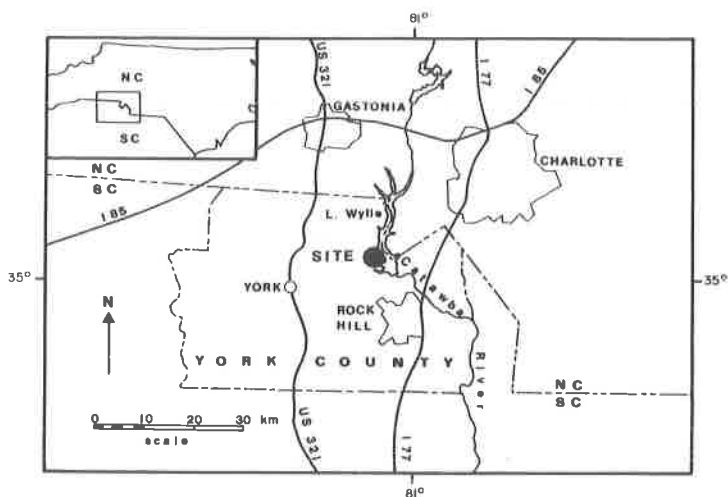 81°
US 321
I 77
I 85
NC
SC
GASTONIA
CHARLOTTE
NC
SC
I 85
L. Wylie
SITE
Catawba
35°
35°
YORK
N
ROCK
HILL
YORK COUNTY
River
NC
SC
0 10 20 30 km
scale
US 321
I 77
81°